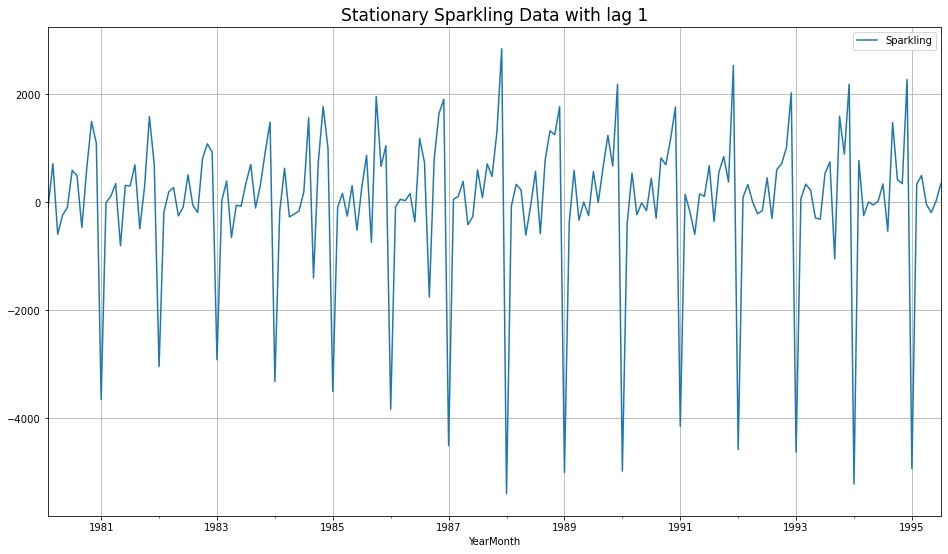 Stationary Sparkling Data with lag 1
Sparkling
2000
0
−2000
−4000
1981 1983 1985 1987 1989 1991 1993 1995
YearMonth